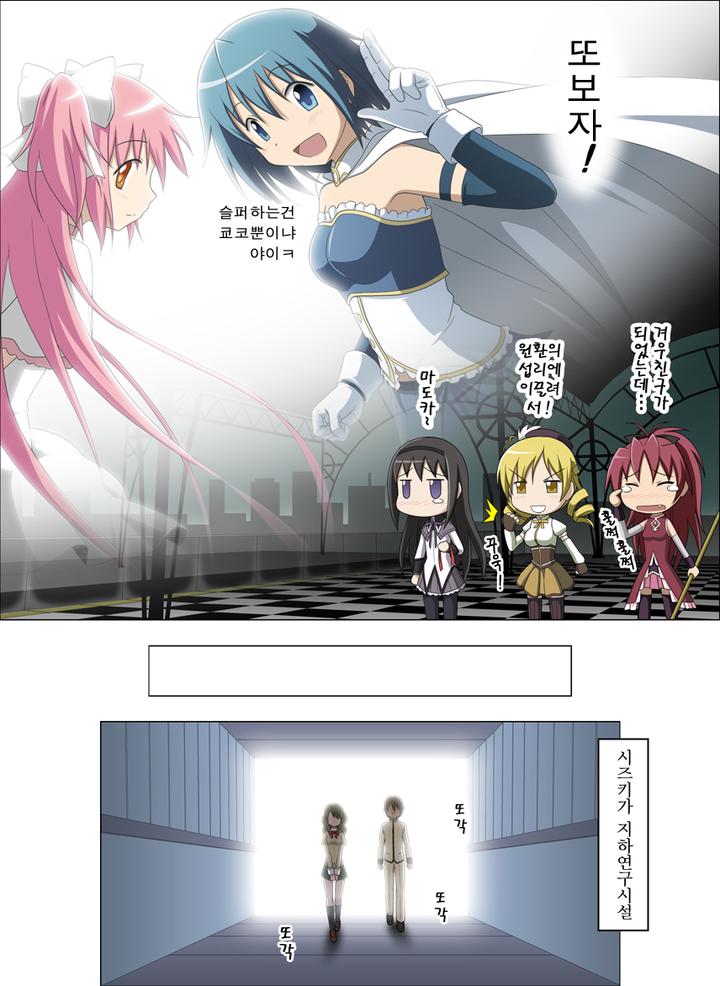 또보자!
슬퍼하는건
쿄코뿐이냐
야이ㅋ
겨우친구가
되었는데··
원환의
섭리엔
이끌려
서!
마도카~
훌쩍훌쩍
꾸욱!
시즈키가 지하연구시설
또각
또각
또각